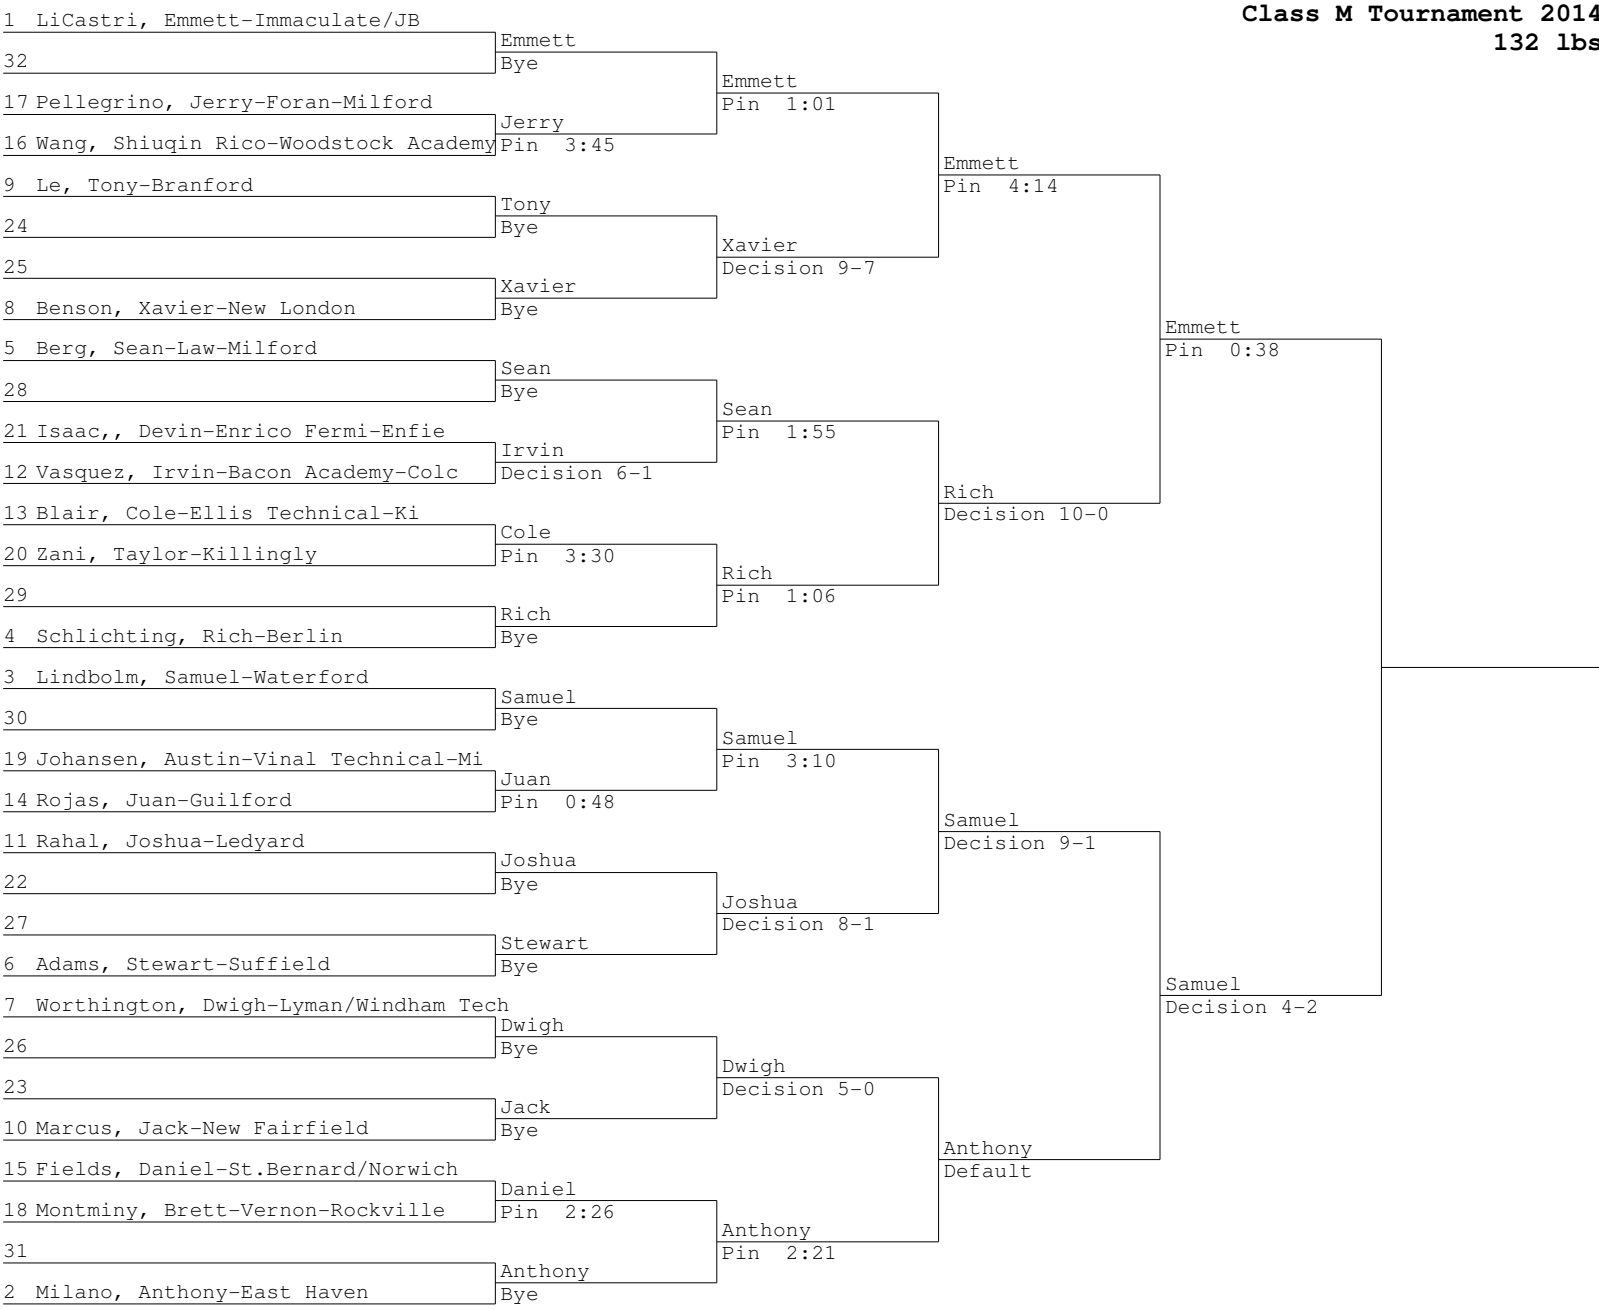 Class M Tournament 2014
132 lbs
1 LiCastri, Emmett-Immaculate/JB
32
17 Pellegrino, Jerry-Foran-Milford
16 Wang, Shiuqin Rico-Woodstock Academy
9 Le, Tony-Branford
24
25
8 Benson, Xavier-New London
5 Berg, Sean-Law-Milford
28
21 Isaac,, Devin-Enrico Fermi-Enfie
12 Vasquez, Irvin-Bacon Academy-Colc
13 Blair, Cole-Ellis Technical-Ki
20 Zani, Taylor-Killingly
29
4 Schlichting, Rich-Berlin
3 Lindbolm, Samuel-Waterford
30
19 Johansen, Austin-Vinal Technical-Mi
14 Rojas, Juan-Guilford
11 Rahal, Joshua-Ledyard
22
27
6 Adams, Stewart-Suffield
7 Worthington, Dwigh-Lyman/Windham Tech
26
23
10 Marcus, Jack-New Fairfield
15 Fields, Daniel-St.Bernard/Norwich
18 Montminy, Brett-Vernon-Rockville
31
2 Milano, Anthony-East Haven
Emmett
Bye
Jerry
Pin 3:45
Tony
Bye
Xavier
Bye
Sean
Bye
Irvin
Decision 6-1
Cole
Pin 3:30
Rich
Bye
Samuel
Bye
Juan
Pin 0:48
Joshua
Bye
Stewart
Bye
Dwigh
Bye
Jack
Bye
Daniel
Pin 2:26
Anthony
Bye
Emmett
Pin 1:01
Xavier
Decision 9-7
Sean
Pin 1:55
Rich
Pin 1:06
Samuel
Pin 3:10
Joshua
Decision 8-1
Dwigh
Decision 5-0
Anthony
Pin 2:21
Emmett
Pin 4:14
Rich
Decision 10-0
Samuel
Decision 9-1
Anthony
Default
Emmett
Pin 0:38
Samuel
Decision 4-2